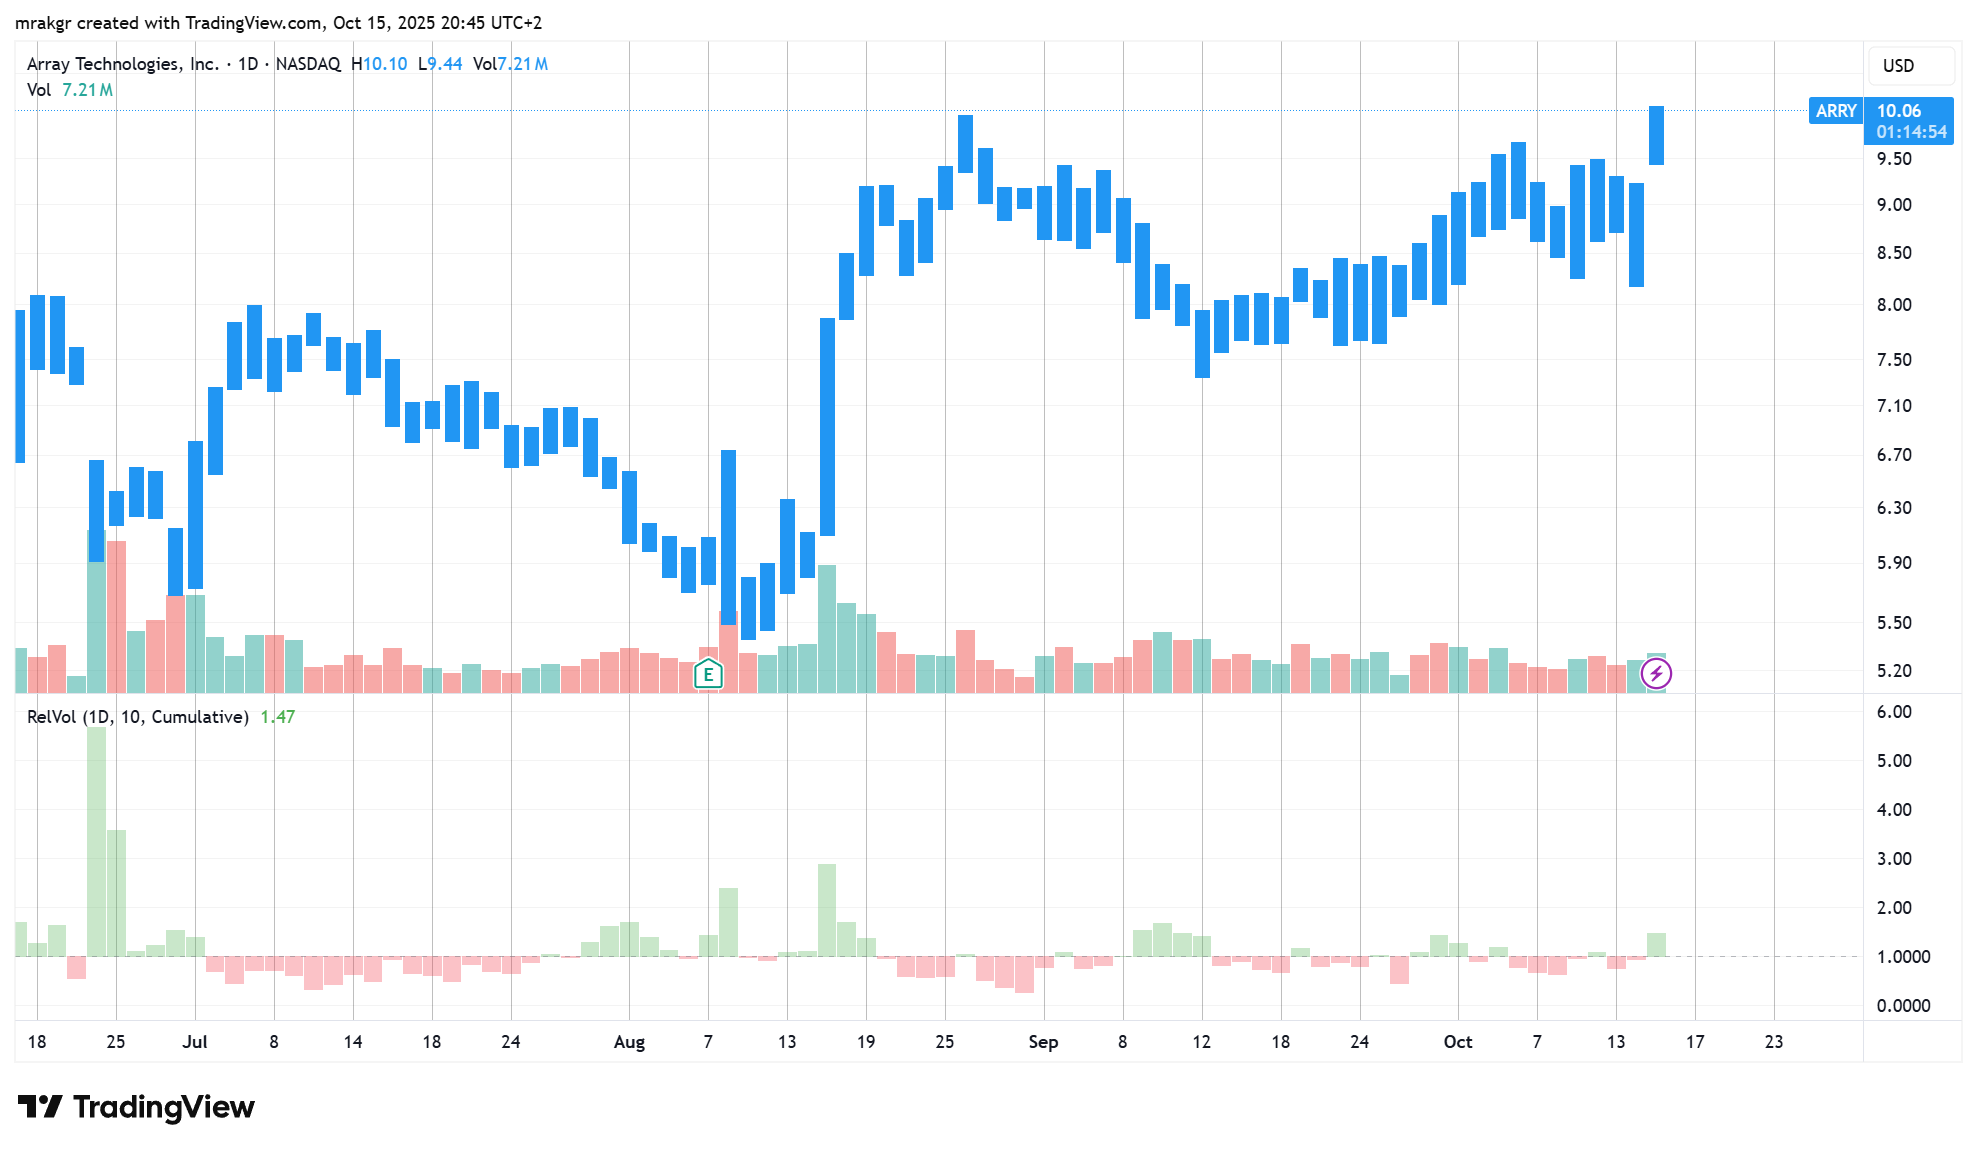 mrakgr created with TradingView.com, Oct 15, 2025 20:45 UTC+2
Array Technologies, Inc. · 1D · NASDAQ H10.10 L9.44 Vol7.21 M
Vol 7.21 M
USD
ARRY 10.06
01:14:54
9.50
9.00
8.50
8.00
7.50
7.10
6.70
6.30
5.90
5.50
5.20
E
RelVol (1D, 10, Cumulative) 1.47
6.00
5.00
4.00
3.00
2.00
1.0000
0.0000
18 25 Jul 8 14 18 24 Aug 7 13 19 25 Sep 8 12 18 24 Oct 7 13 17 23
TradingView